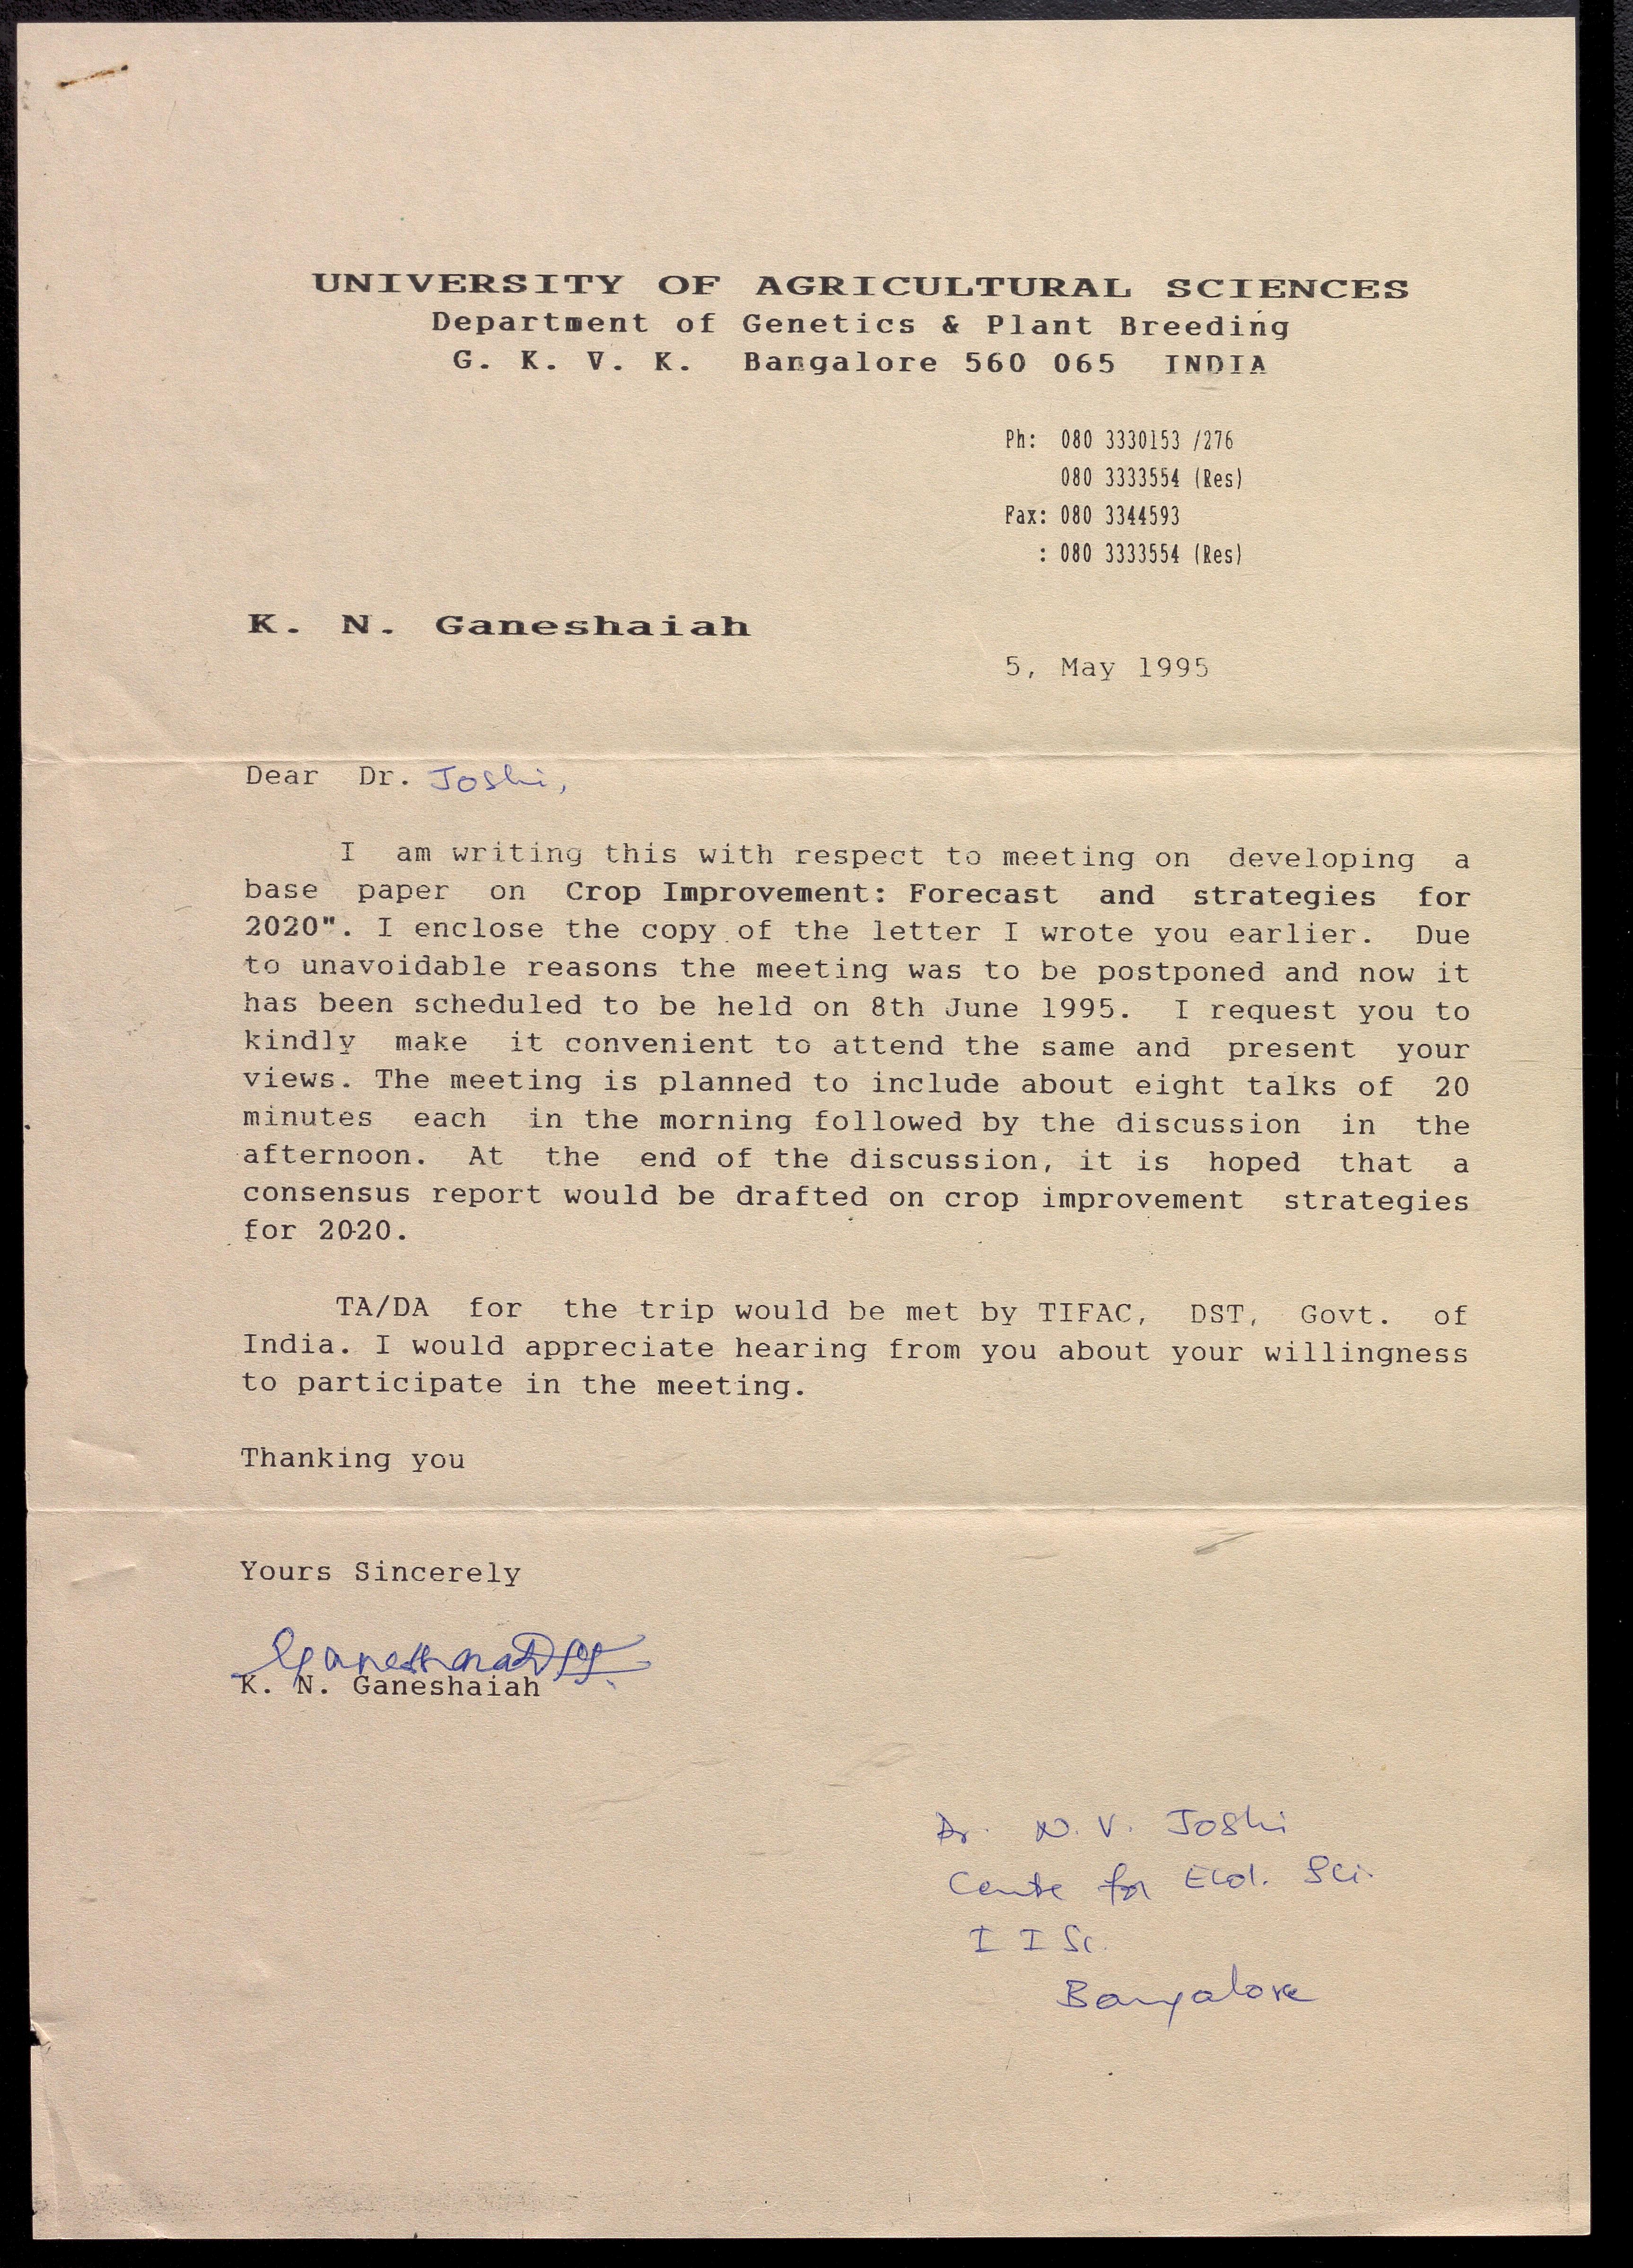 UNIVERSITY OF AGRICULTURAL SCIENCES
Department of Genetics & Plant Breeding
G. K. V. K. Bangalore 560 065 INDIA
Ph: 080 3330153 /276
080 3333554 (Res)
Fax: 080 3344593
: 080 3333554 (Res)
K. N. Ganeshaiah
5, May 1995
Dear Dr. Joshi,
I am writing this with respect to meeting on developing a
base paper on Crop Improvement: Forecast and strategies for
2020". I enclose the copy of the letter I wrote you earlier. Due
to unavoidable reasons the meeting was to be postponed and now it
has been scheduled to be held on 8th June 1995. I request you to
kindly make it convenient to attend the same and present your
views. The meeting is planned to include about eight talks of 20
minutes each in the morning followed by the discussion in the
afternoon. At the end of the discussion, it is hoped that a
consensus report would be drafted on crop improvement strategies
for 2020.
TA/DA for the trip would be met by TIFAC, DST, Govt. of
India. I would appreciate hearing from you about your willingness
to participate in the meeting.
Thanking you
Yours Sincerely
Ganeshaiah
K. N. Ganeshaiah
Dr. N. V. Joshi
Centre for Ecol. Sci.
I I Sc.
Bangalore